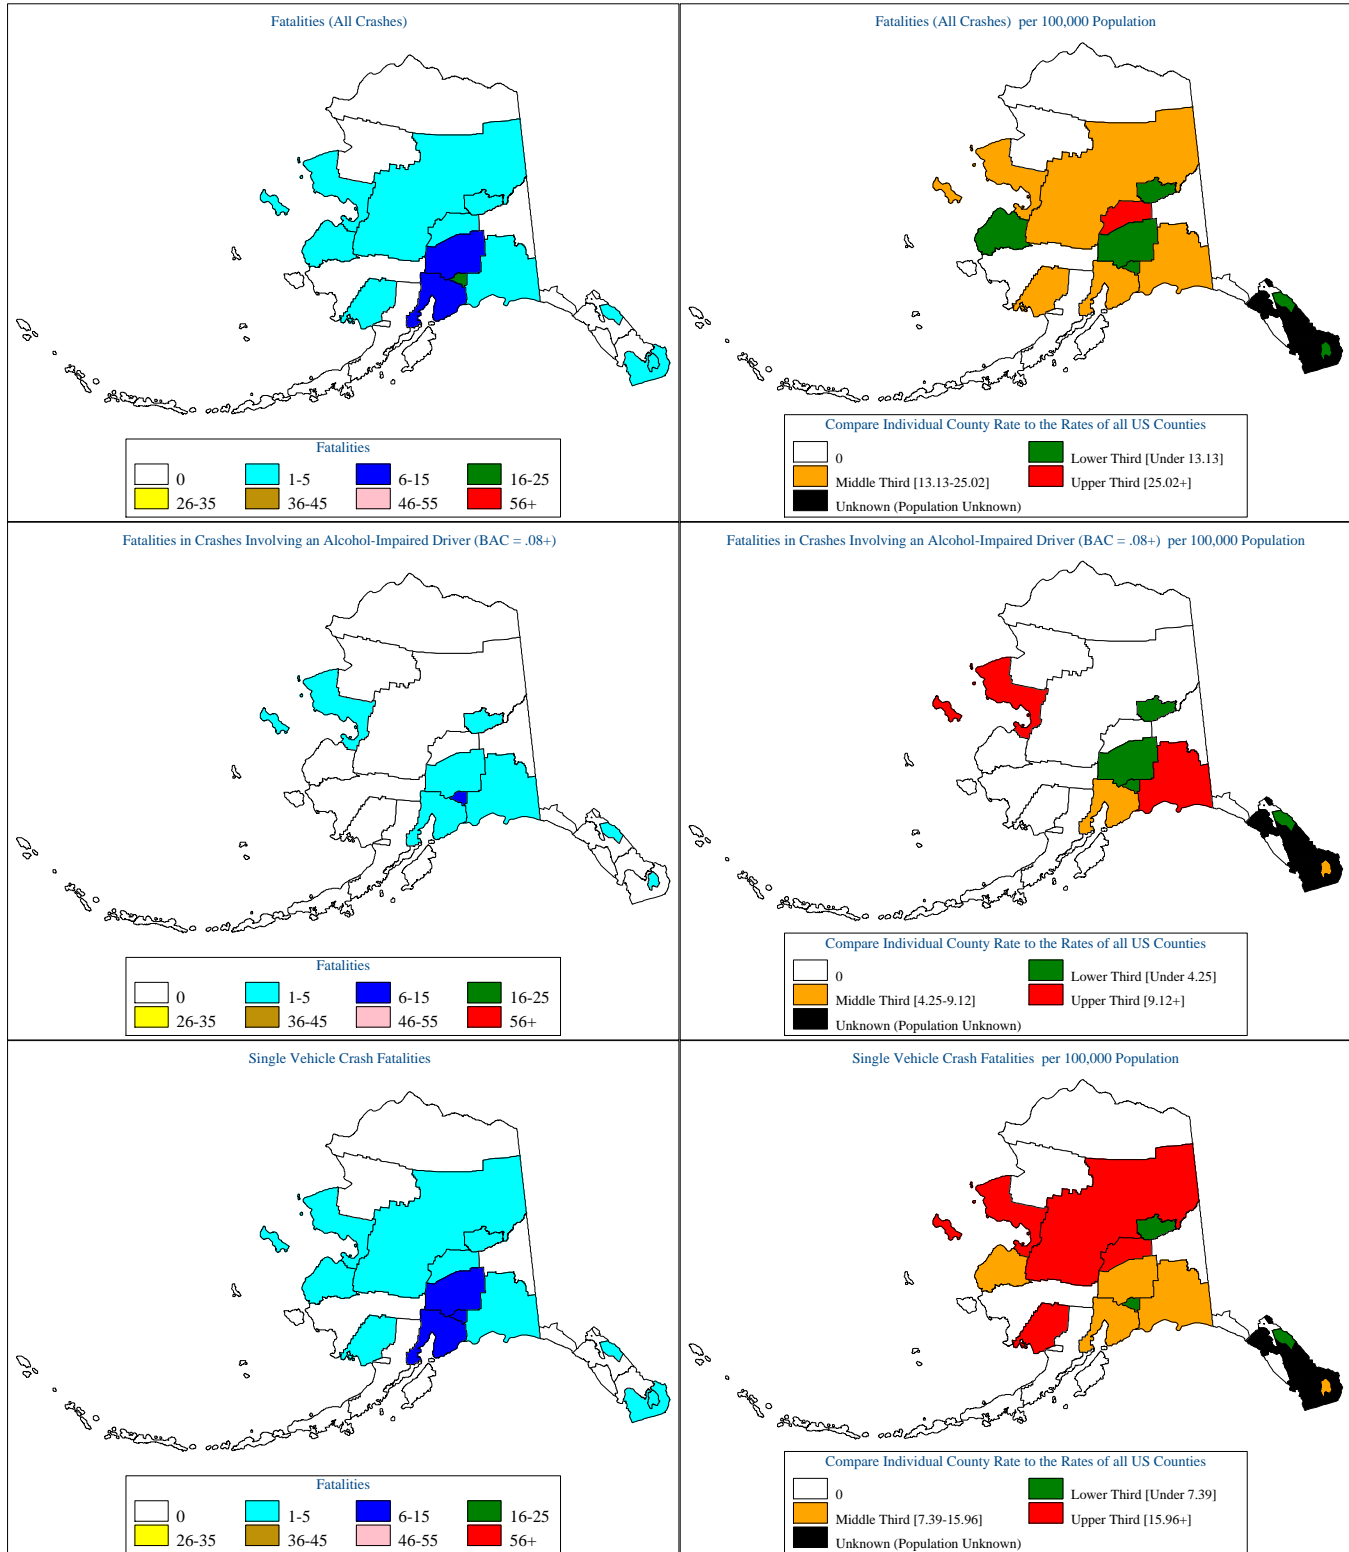 Fatalities (All Crashes)
0
1-5
6-15
16-25
26-35
36-45
46-55
56+
Fatalities
Fatalities (All Crashes) per 100,000 Population
Compare Individual County Rate to the Rates of all US Counties
0
Lower Third [Under 13.13]
Middle Third [13.13-25.02]
Upper Third [25.02+]
Unknown (Population Unknown)
Fatalities in Crashes Involving an Alcohol-Impaired Driver (BAC = .08+)
Fatalities
0
1-5
6-15
16-25
26-35
36-45
46-55
56+
Fatalities in Crashes Involving an Alcohol-Impaired Driver (BAC = .08+) per 100,000 Population
Compare Individual County Rate to the Rates of all US Counties
0
Lower Third [Under 4.25]
Middle Third [4.25-9.12]
Upper Third [9.12+]
Unknown (Population Unknown)
Single Vehicle Crash Fatalities
Fatalities
0
1-5
6-15
16-25
26-35
36-45
46-55
56+
Single Vehicle Crash Fatalities per 100,000 Population
Compare Individual County Rate to the Rates of all US Counties
0
Lower Third [Under 7.39]
Middle Third [7.39-15.96]
Upper Third [15.96+]
Unknown (Population Unknown)